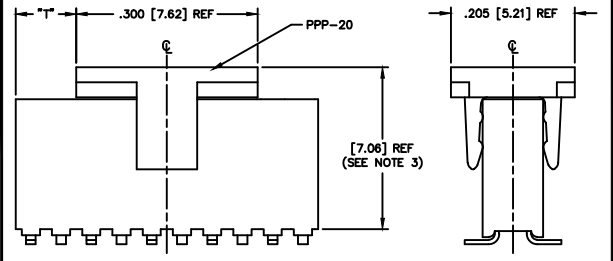 "T"
.300 [7.62] REF
PPP-20
.205 [5.21] REF
℄
℄
[7.06] REF
(SEE NOTE 3)